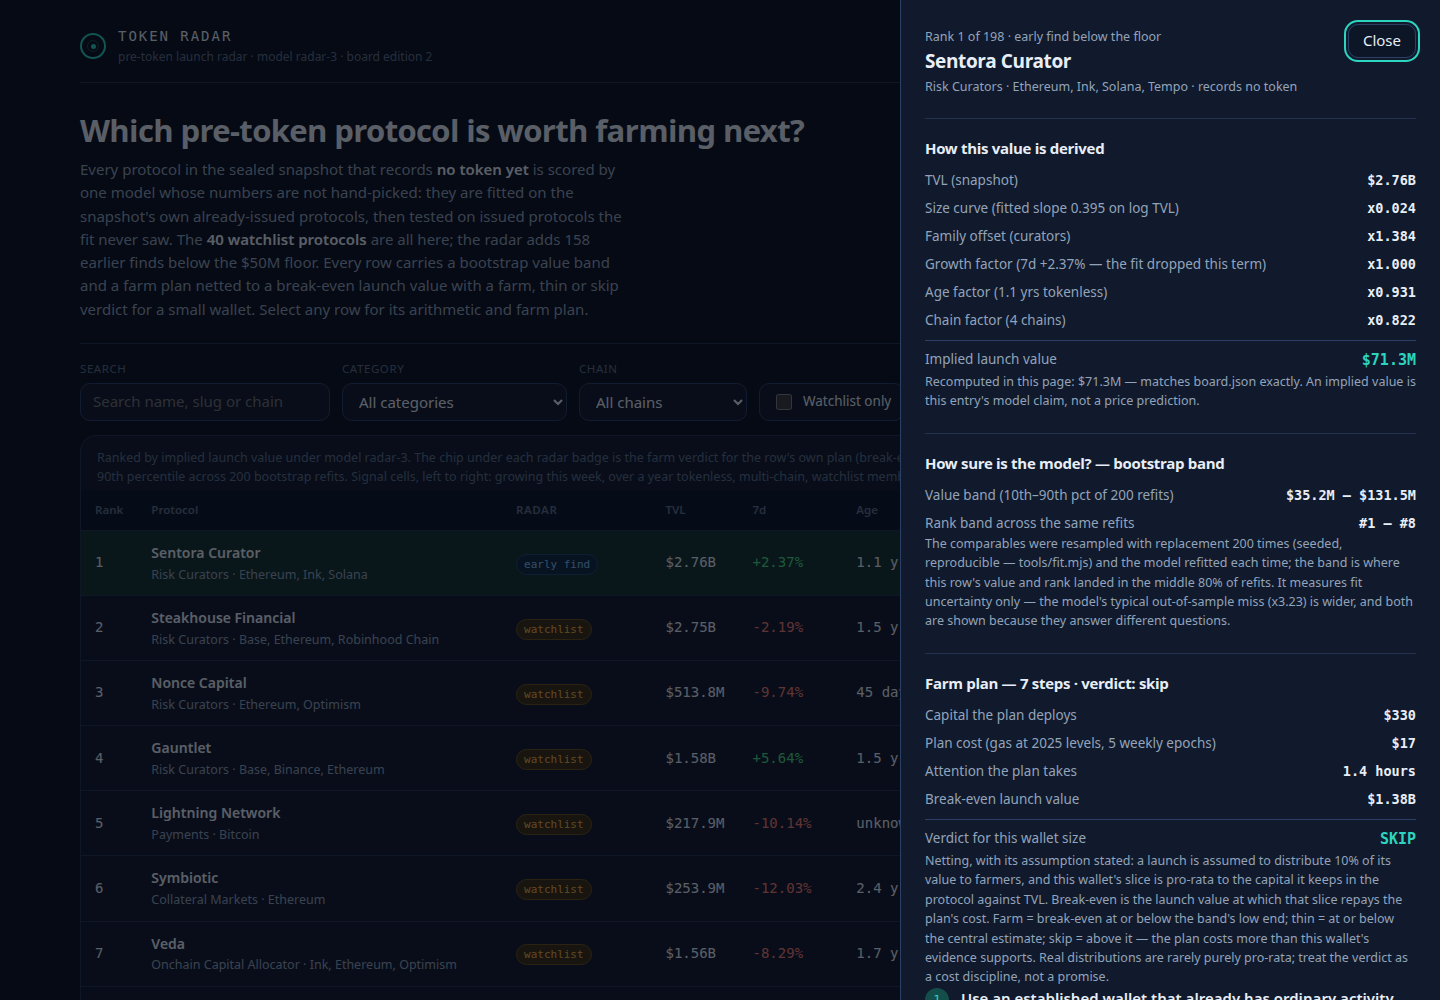 TOKEN RADAR
pre-token launch radar · model radar-3 · board edition 2
Which pre-token protocol is worth farming next?
Every protocol in the sealed snapshot that records no token yet is scored by
one model whose numbers are not hand-picked: they are fitted on the
snapshot's own already-issued protocols, then tested on issued protocols the
fit never saw. The 40 watchlist protocols are all here; the radar adds 158
earlier finds below the $50M floor. Every row carries a bootstrap value band
and a farm plan netted to a break-even launch value with a farm, thin or skip
verdict for a small wallet. Select any row for its arithmetic and farm plan.
SEARCH CATEGORY CHAIN
Search name, slug or chain All categories All chains Watchlist only
Ranked by implied launch value under model radar-3. The chip under each radar badge is the farm verdict for the row's own plan (break-e
90th percentile across 200 bootstrap refits. Signal cells, left to right: growing this week, over a year tokenless, multi-chain, watchlist memb
Rank Protocol RADAR TVL 7d Age
1 Sentora Curator early find $2.76B +2.37% 1.1 y
Risk Curators · Ethereum, Ink, Solana
2 Steakhouse Financial watchlist $2.75B -2.19% 1.5 y
Risk Curators · Base, Ethereum, Robinhood Chain
3 Nonce Capital watchlist $513.8M -9.74% 45 da
Risk Curators · Ethereum, Optimism
4 Gauntlet watchlist $1.58B +5.64% 1.5 y
Risk Curators · Base, Binance, Ethereum
5 Lightning Network watchlist $217.9M -10.14% unkno
Payments · Bitcoin
6 Symbiotic watchlist $253.9M -12.03% 2.4 y
Collateral Markets · Ethereum
7 Veda watchlist $1.56B -8.29% 1.7 y
Onchain Capital Allocator · Ink, Ethereum, Optimism
Rank 1 of 198 · early find below the floor
Close
Sentora Curator
Risk Curators · Ethereum, Ink, Solana, Tempo · records no token
How this value is derived
TVL (snapshot) $2.76B
Size curve (fitted slope 0.395 on log TVL) x0.024
Family offset (curators) x1.384
Growth factor (7d +2.37% — the fit dropped this term) x1.000
Age factor (1.1 yrs tokenless) x0.931
Chain factor (4 chains) x0.822
Implied launch value $71.3M
Recomputed in this page: $71.3M — matches board.json exactly. An implied value is
this entry's model claim, not a price prediction.
How sure is the model? — bootstrap band
Value band (10th–90th pct of 200 refits) $35.2M – $131.5M
Rank band across the same refits #1 – #8
The comparables were resampled with replacement 200 times (seeded,
reproducible — tools/fit.mjs) and the model refitted each time; the band is where
this row's value and rank landed in the middle 80% of refits. It measures fit
uncertainty only — the model's typical out-of-sample miss (x3.23) is wider, and both
are shown because they answer different questions.
Farm plan — 7 steps · verdict: skip
Capital the plan deploys $330
Plan cost (gas at 2025 levels, 5 weekly epochs) $17
Attention the plan takes 1.4 hours
Break-even launch value $1.38B
Verdict for this wallet size SKIP
Netting, with its assumption stated: a launch is assumed to distribute 10% of its
value to farmers, and this wallet's slice is pro-rata to the capital it keeps in the
protocol against TVL. Break-even is the launch value at which that slice repays the
plan's cost. Farm = break-even at or below the band's low end; thin = at or below
the central estimate; skip = above it — the plan costs more than this wallet's
evidence supports. Real distributions are rarely purely pro-rata; treat the verdict as
a cost discipline, not a promise.
1 Use an established wallet that already has ordinary activity